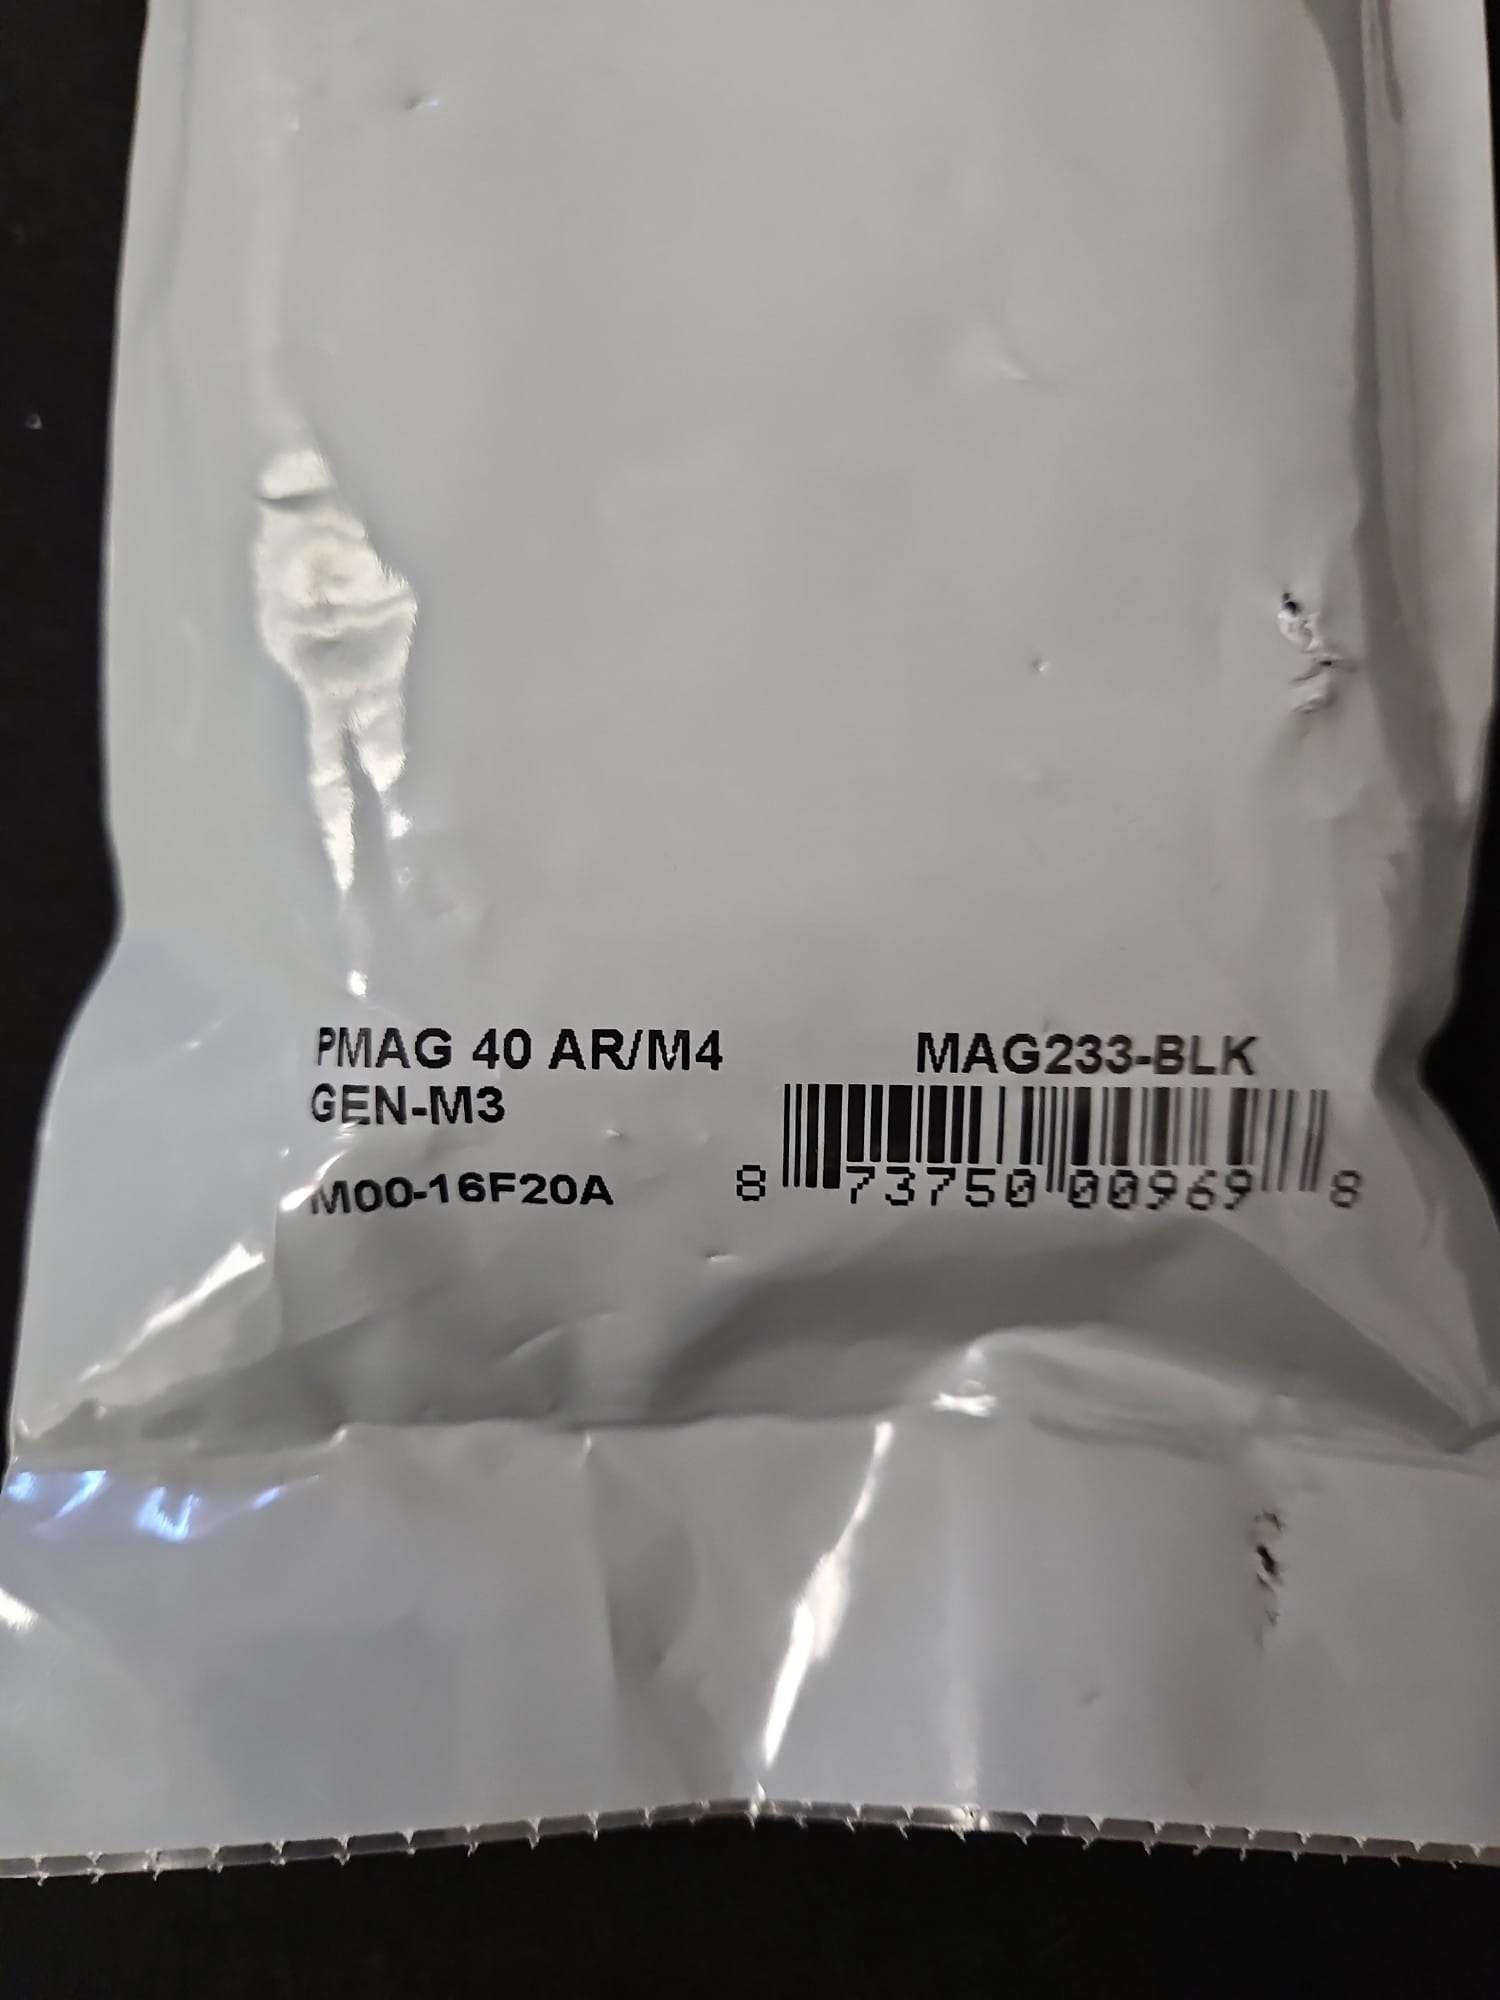 PMAG 40 AR/M4
GEN-M3
M00-16F20A
MAG233-BLK
8 73750 00969 8